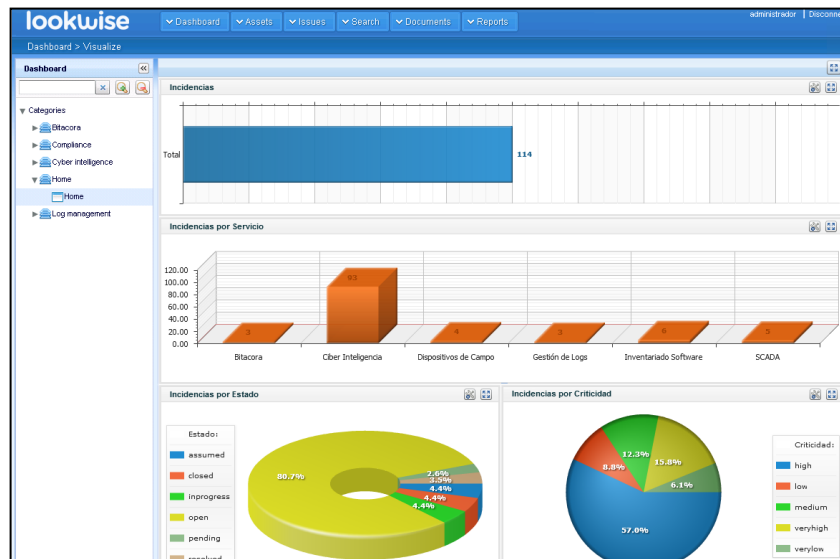 lookwise
Dashboard Assets Issues Search Documents Reports
administrador | Disconne
Dashboard > Visualize
Dashboard
Categories
Bitacora
Compliance
Cyber intelligence
Home
Home
Log management
Incidencias
Total
114
Incidencias por Servicio
120.00
100.00
80.00
60.00
40.00
20.00
0.00
3 93 4 3 6 5
Bitacora Ciber Inteligencia Dispositivos de Campo Gestión de Logs Inventariado Software SCADA
Incidencias por Estado
Estado:
assumed
closed
inprogress
open
pending
resolved
80.7%
2.6%
3.5%
4.4%
4.4%
4.4%
Incidencias por Criticidad
12.3%
15.8%
8.8%
6.1%
57.0%
Criticidad:
high
low
medium
veryhigh
verylow